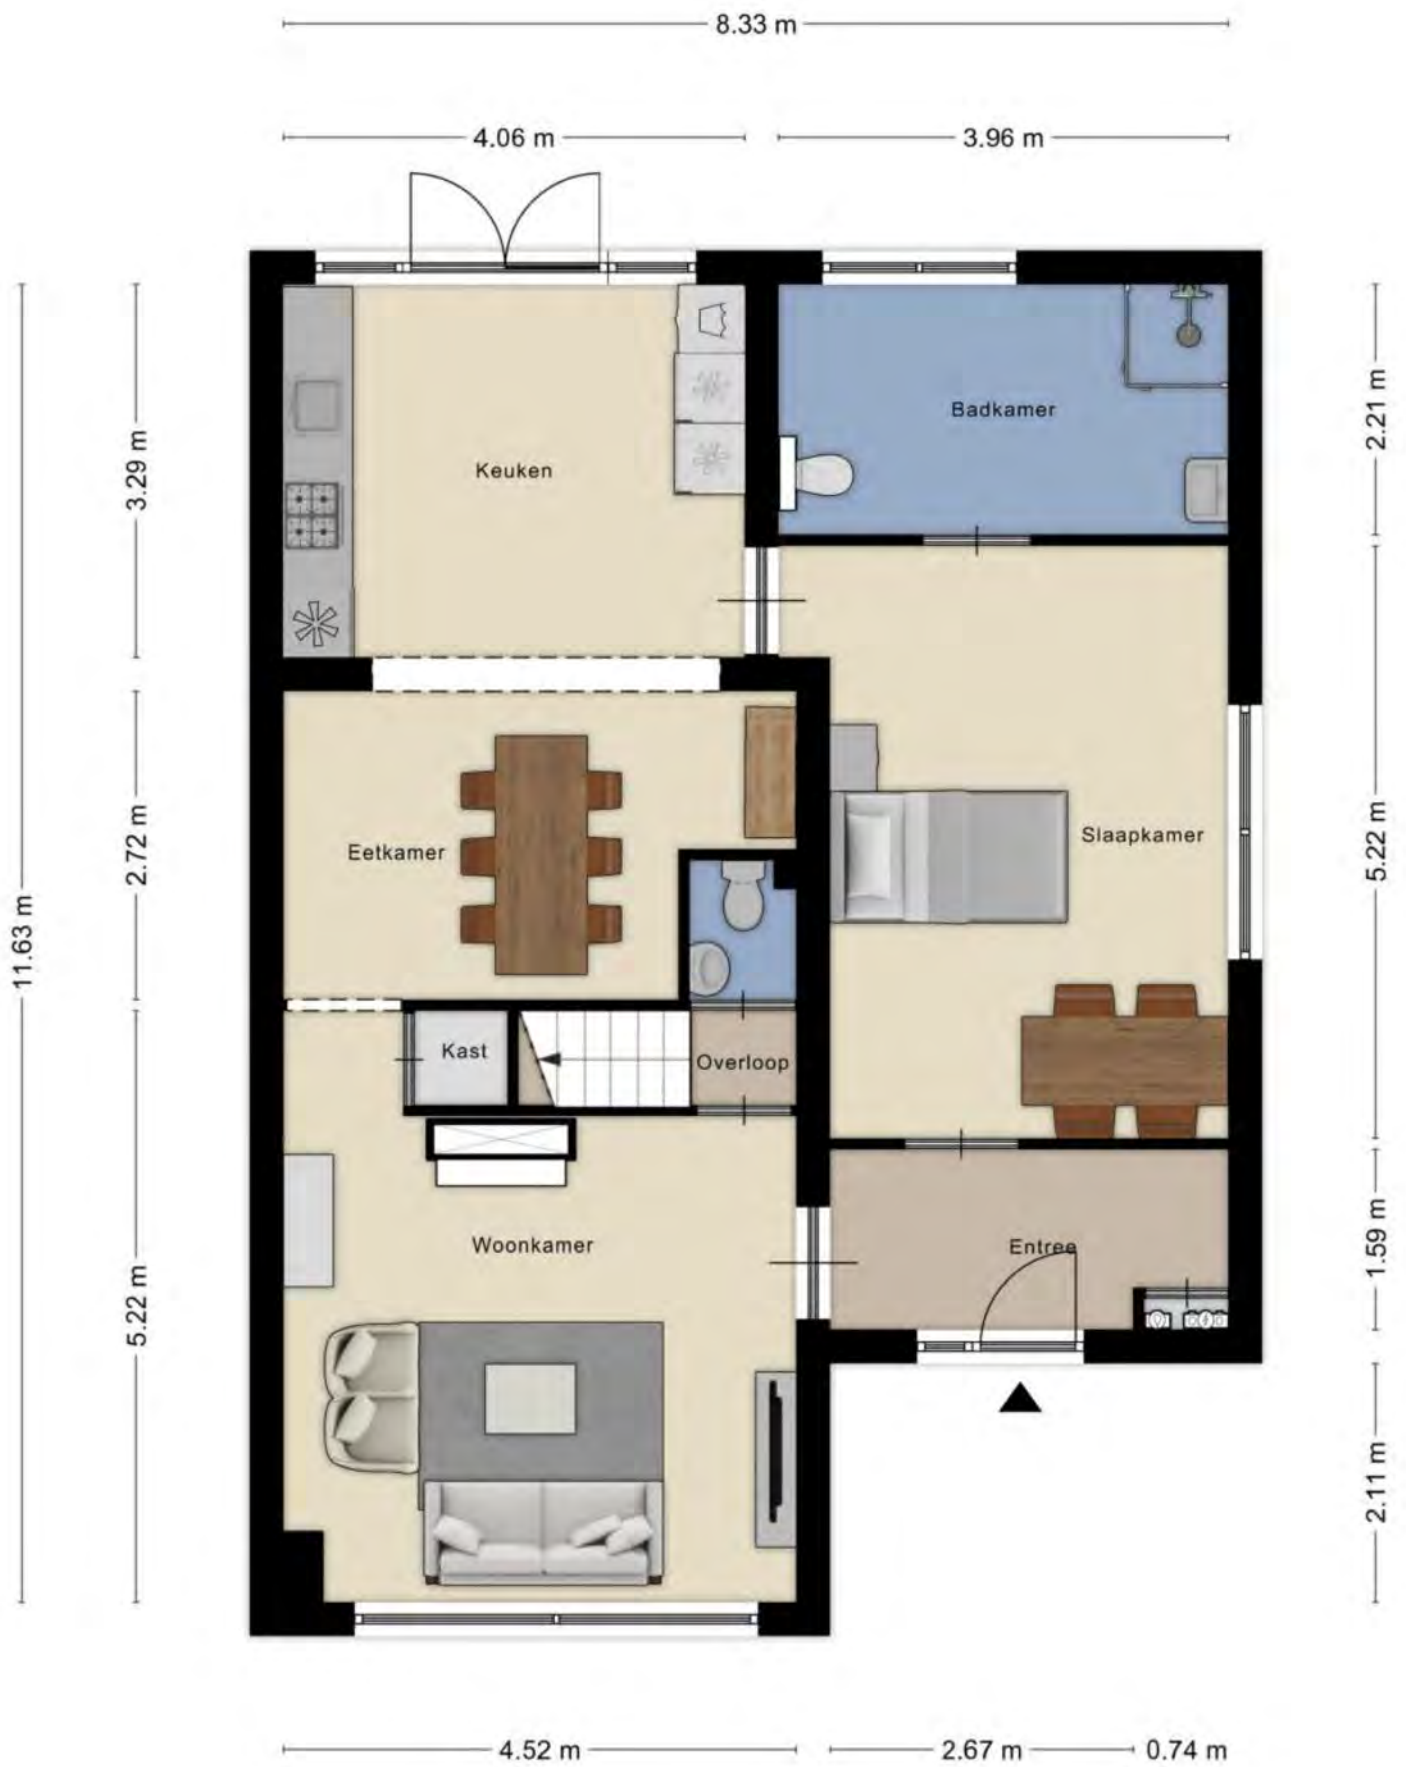 8.33 m
4.06 m
3.96 m
11.63 m
3.29 m
2.72 m
5.22 m
2.21 m
5.22 m
1.59 m
2.11 m
Badkamer
Keuken
Slaapkamer
Eetkamer
Kast
Overloop
Woonkamer
Entree
4.52 m
2.67 m
0.74 m